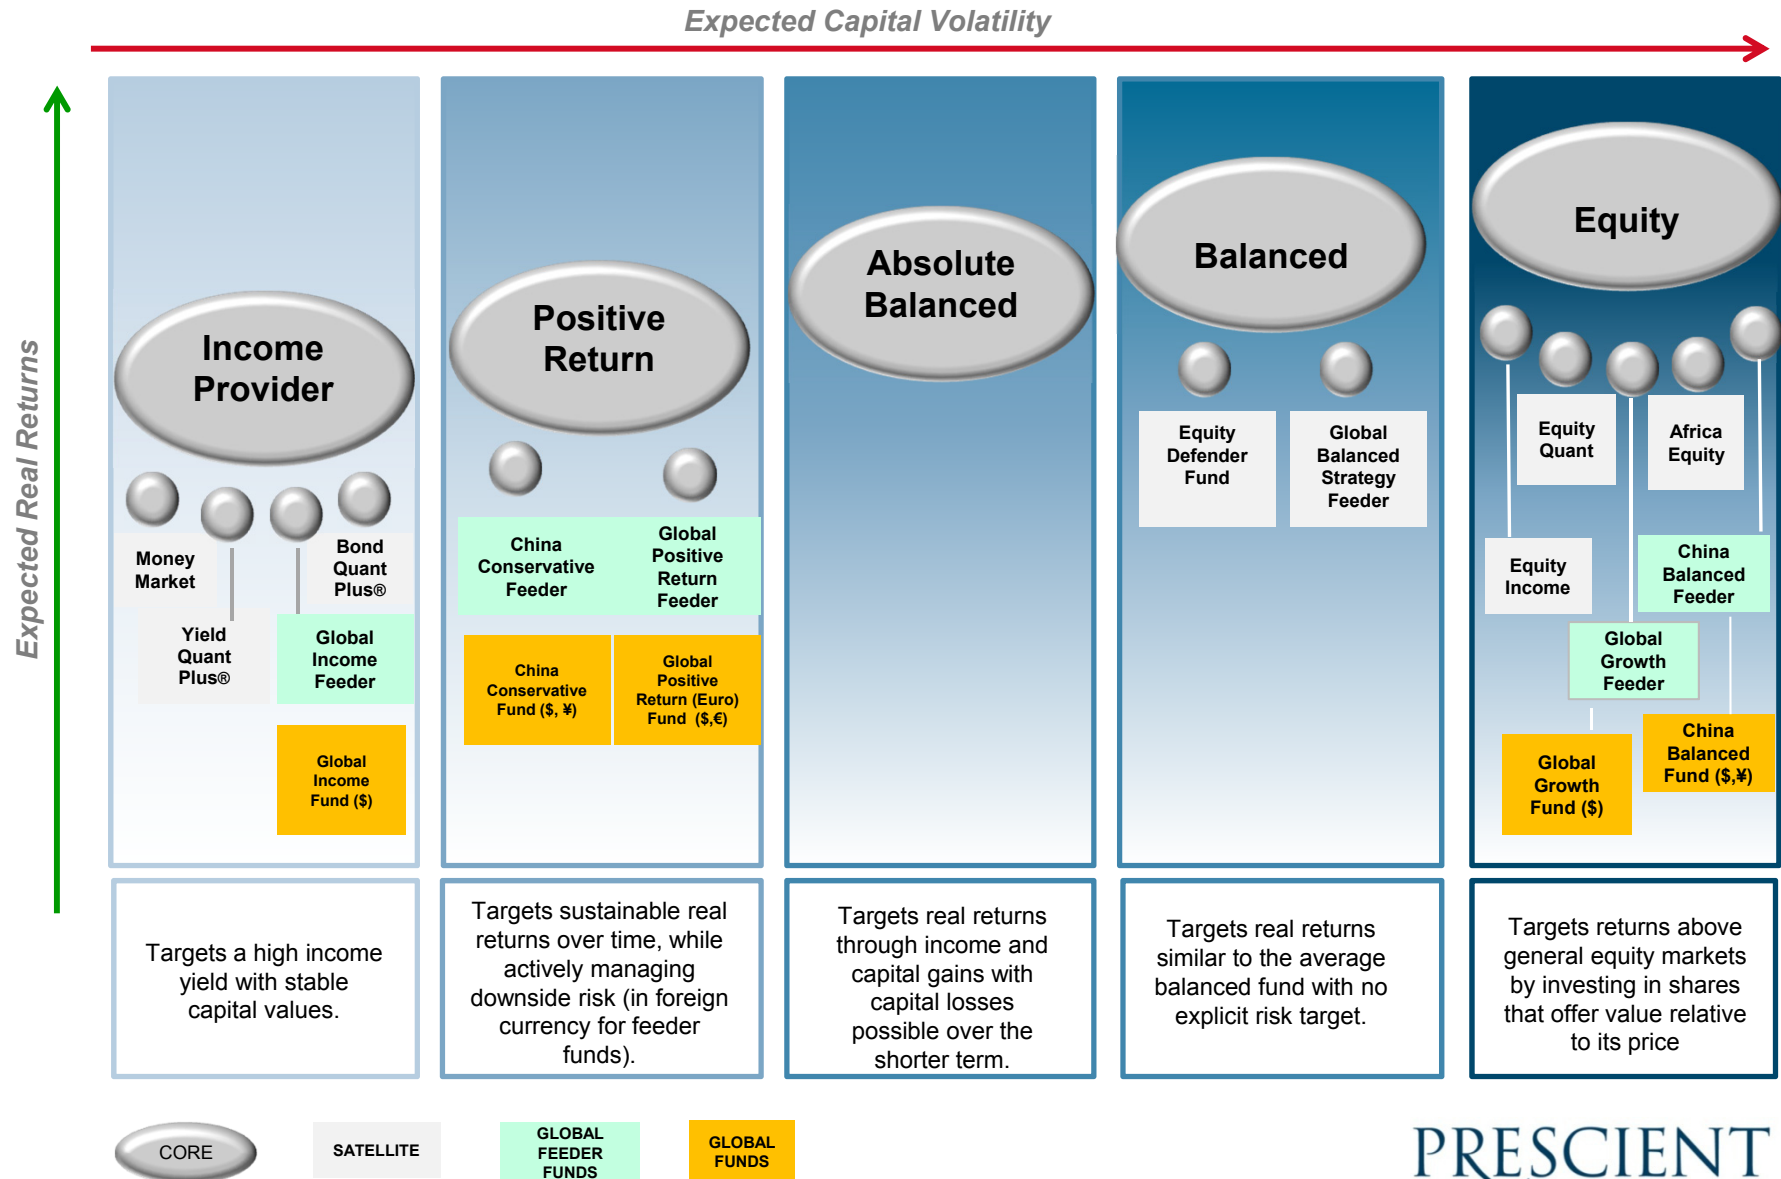 Expected Capital Volatility
Expected Real Returns
Income
Provider
Money
Market
Bond
Quant
Plus®
Yield
Quant
Plus®
Global
Income
Feeder
Global
Income
Fund ($)
Targets a high income
yield with stable
capital values.
Positive
Return
China
Conservative
Feeder
Global
Positive
Return
Feeder
China
Conservative
Fund ($, ¥)
Global
Positive
Return (Euro)
Fund ($,€)
Targets sustainable real
returns over time, while
actively managing
downside risk (in foreign
currency for feeder
funds).
Absolute
Balanced
Targets real returns
through income and
capital gains with
capital losses
possible over the
shorter term.
Balanced
Equity
Defender
Fund
Global
Balanced
Strategy
Feeder
Targets real returns
similar to the average
balanced fund with no
explicit risk target.
Equity
Equity
Quant
Africa
Equity
Equity
Income
China
Balanced
Feeder
Global
Growth
Feeder
Global
Growth
Fund ($)
China
Balanced
Fund ($,¥)
Targets returns above
general equity markets
by investing in shares
that offer value relative
to its price
CORE
SATELLITE
GLOBAL
FEEDER
FUNDS
GLOBAL
FUNDS
PRESCIENT